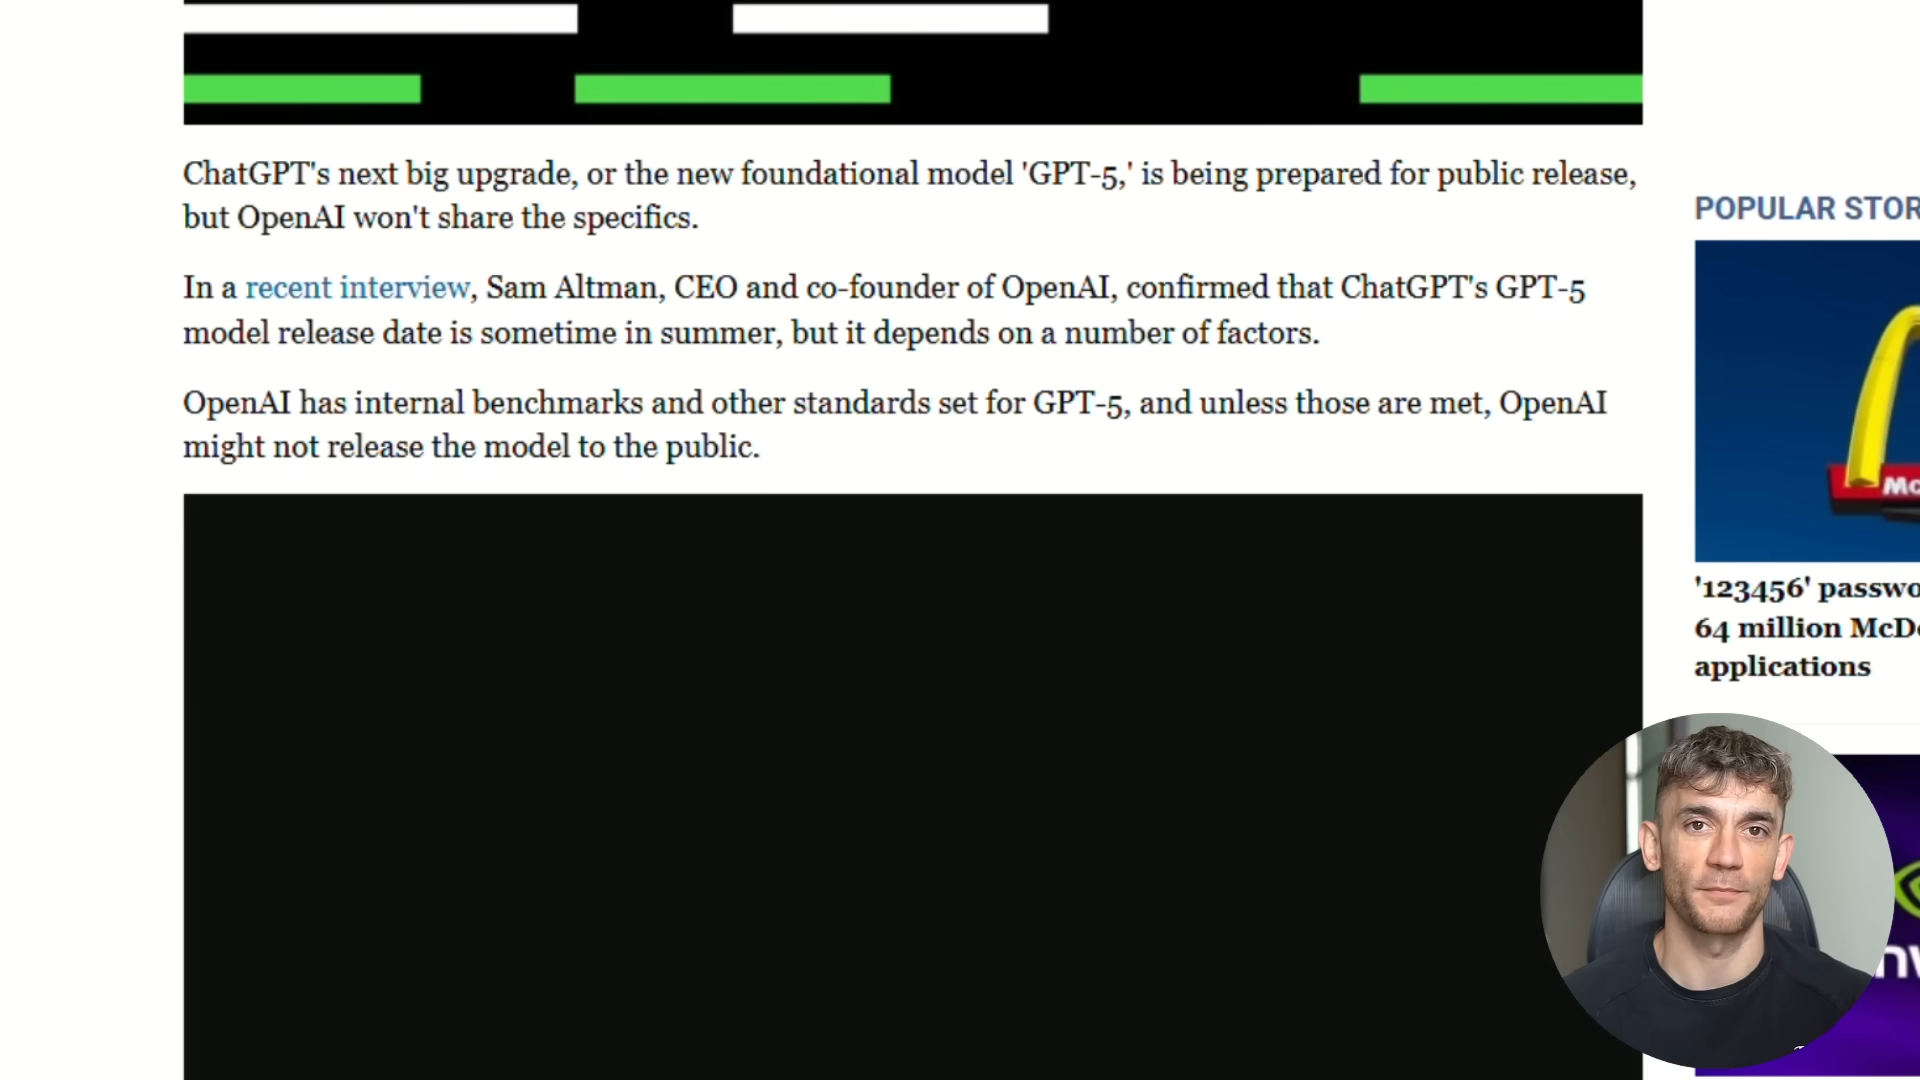 ChatGPT's next big upgrade, or the new foundational model 'GPT-5,' is being prepared for public release,
but OpenAI won't share the specifics.
In a recent interview, Sam Altman, CEO and co-founder of OpenAI, confirmed that ChatGPT's GPT-5
model release date is sometime in summer, but it depends on a number of factors.
OpenAI has internal benchmarks and other standards set for GPT-5, and unless those are met, OpenAI
might not release the model to the public.
POPULAR STOR
Mc
'123456' passwo
64 million McD
applications
nv